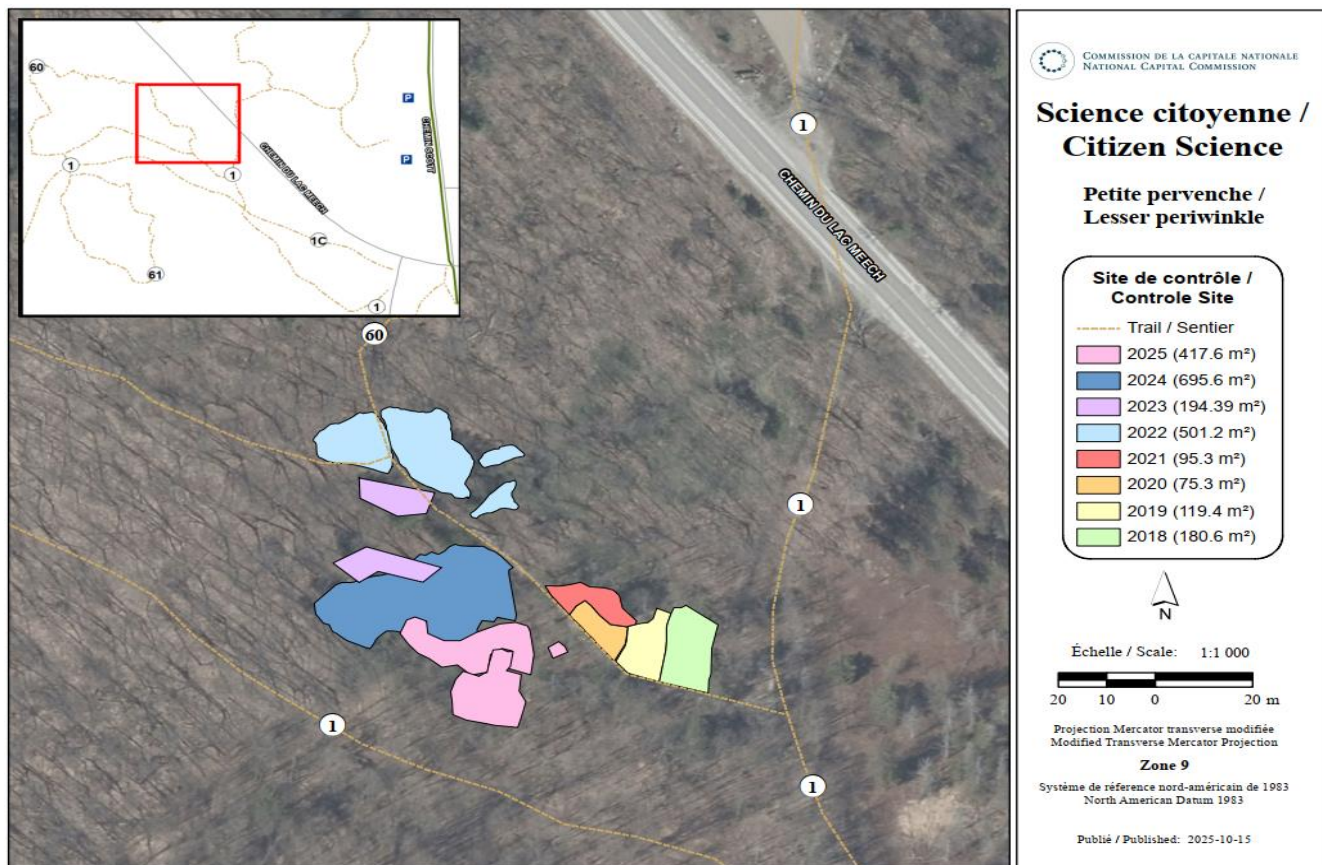 60
1
1
1C
61
1
CHEMIN DU LAC MEECH
CHEMIN SCOTT
P
P
1
CHEMIN DU LAC MEECH
60
1
1
1
COMMISSION DE LA CAPITALE NATIONALE
NATIONAL CAPITAL COMMISSION
Science citoyenne /
Citizen Science
Petite pervenche /
Lesser periwinkle
Site de contrôle /
Controle Site
Trail / Sentier
2025 (417.6 m²)
2024 (695.6 m²)
2023 (194.39 m²)
2022 (501.2 m²)
2021 (95.3 m²)
2020 (75.3 m²)
2019 (119.4 m²)
2018 (180.6 m²)
N
Échelle / Scale: 1:1 000
20 10 0 20 m
Projection Mercator transverse modifiée
Modified Transverse Mercator Projection
Zone 9
Système de réference nord-américain de 1983
North American Datum 1983
Publié / Published: 2025-10-15